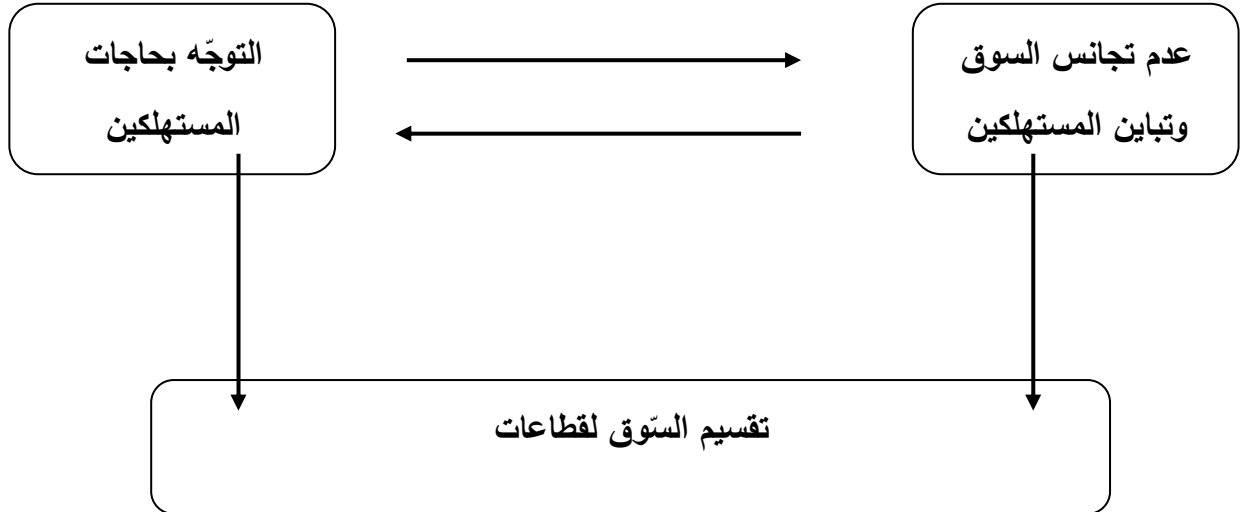 عدم تجانس السوق
وتباين المستهلكين
التوجّه بحاجات
المستهلكين
تقسيم السّوق لقطاعات